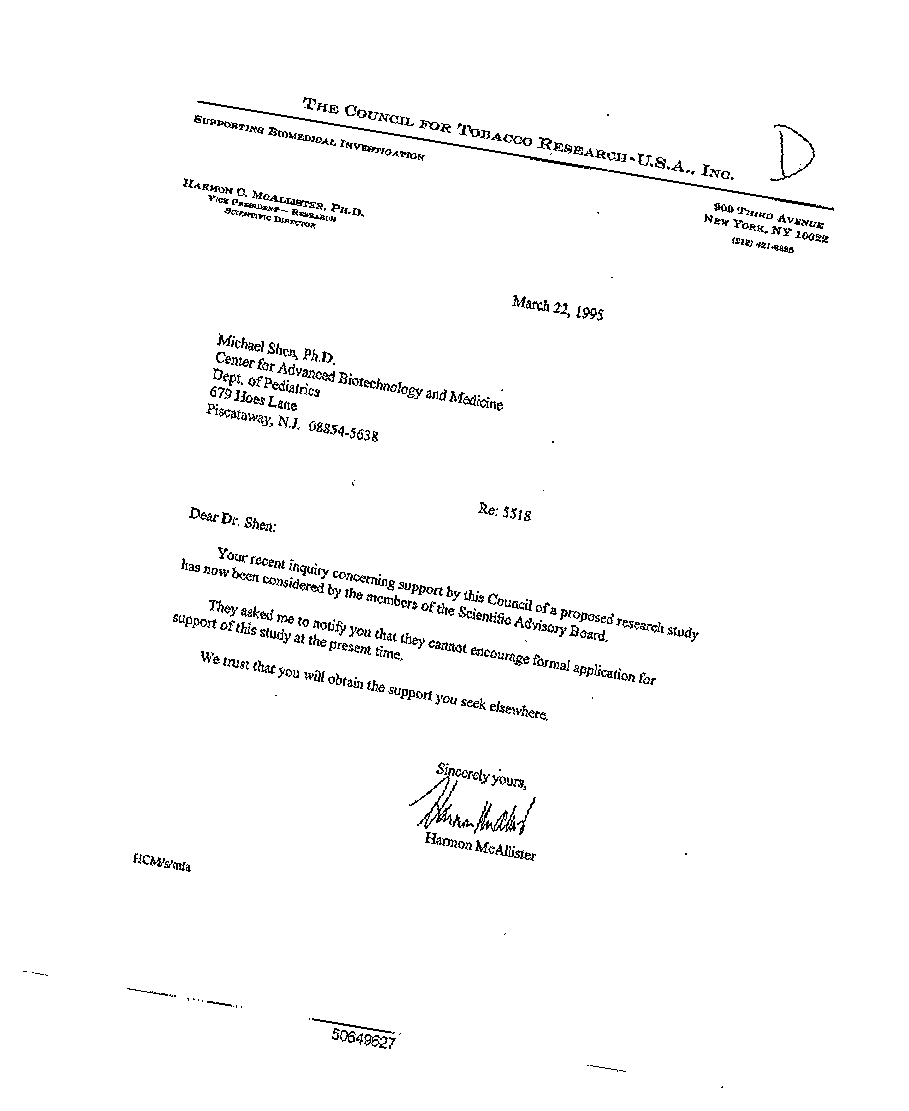 THE COUNCIL FOR TOBACCO RESEARCH-U.S.A., INC.
SUPPORTING BIOMEDICAL INVESTIGATION
D
HARMON C. MCALLISTER, PH.D.
VICE PRESIDENT — RESEARCH
SCIENTIFIC DIRECTOR
900 THIRD AVENUE
NEW YORK, NY 10022
(212) 421-8885
March 22, 1995
Michael Shen, Ph.D.
Center for Advanced Biotechnology and Medicine
Dept. of Pediatrics
679 Hoes Lane
Piscataway, N.J. 08854-5638
Re: 5518
Dear Dr. Shen:
Your recent inquiry concerning support by this Council of a proposed research study
has now been considered by the members of the Scientific Advisory Board.
They asked me to notify you that they cannot encourage formal application for
support of this study at the present time.
We trust that you will obtain the support you seek elsewhere.
Sincerely yours,
Harmon McAllister
Harmon McAllister
HCM/s/mfa
50649627